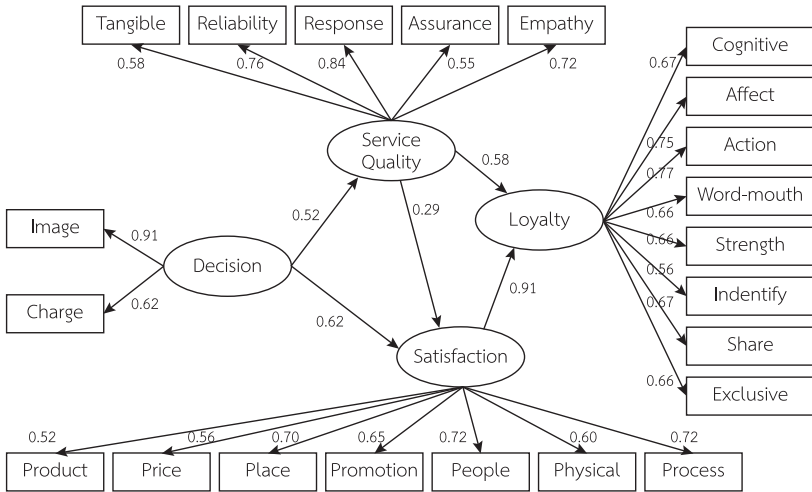 Tangible
Reliability
Response
Assurance
Empathy
0.58
0.76
0.84
0.55
0.72
Cognitive
Affect
Action
Word-mouth
Strength
Indentify
Share
Exclusive
0.67
0.75
0.77
0.66
0.66
0.56
0.67
0.66
Service
Quality
0.58
Loyalty
0.52
0.29
Image
Charge
0.91
0.62
Decision
0.62
0.91
Satisfaction
0.52
0.56
0.70
0.65
0.72
0.60
0.72
Product
Price
Place
Promotion
People
Physical
Process